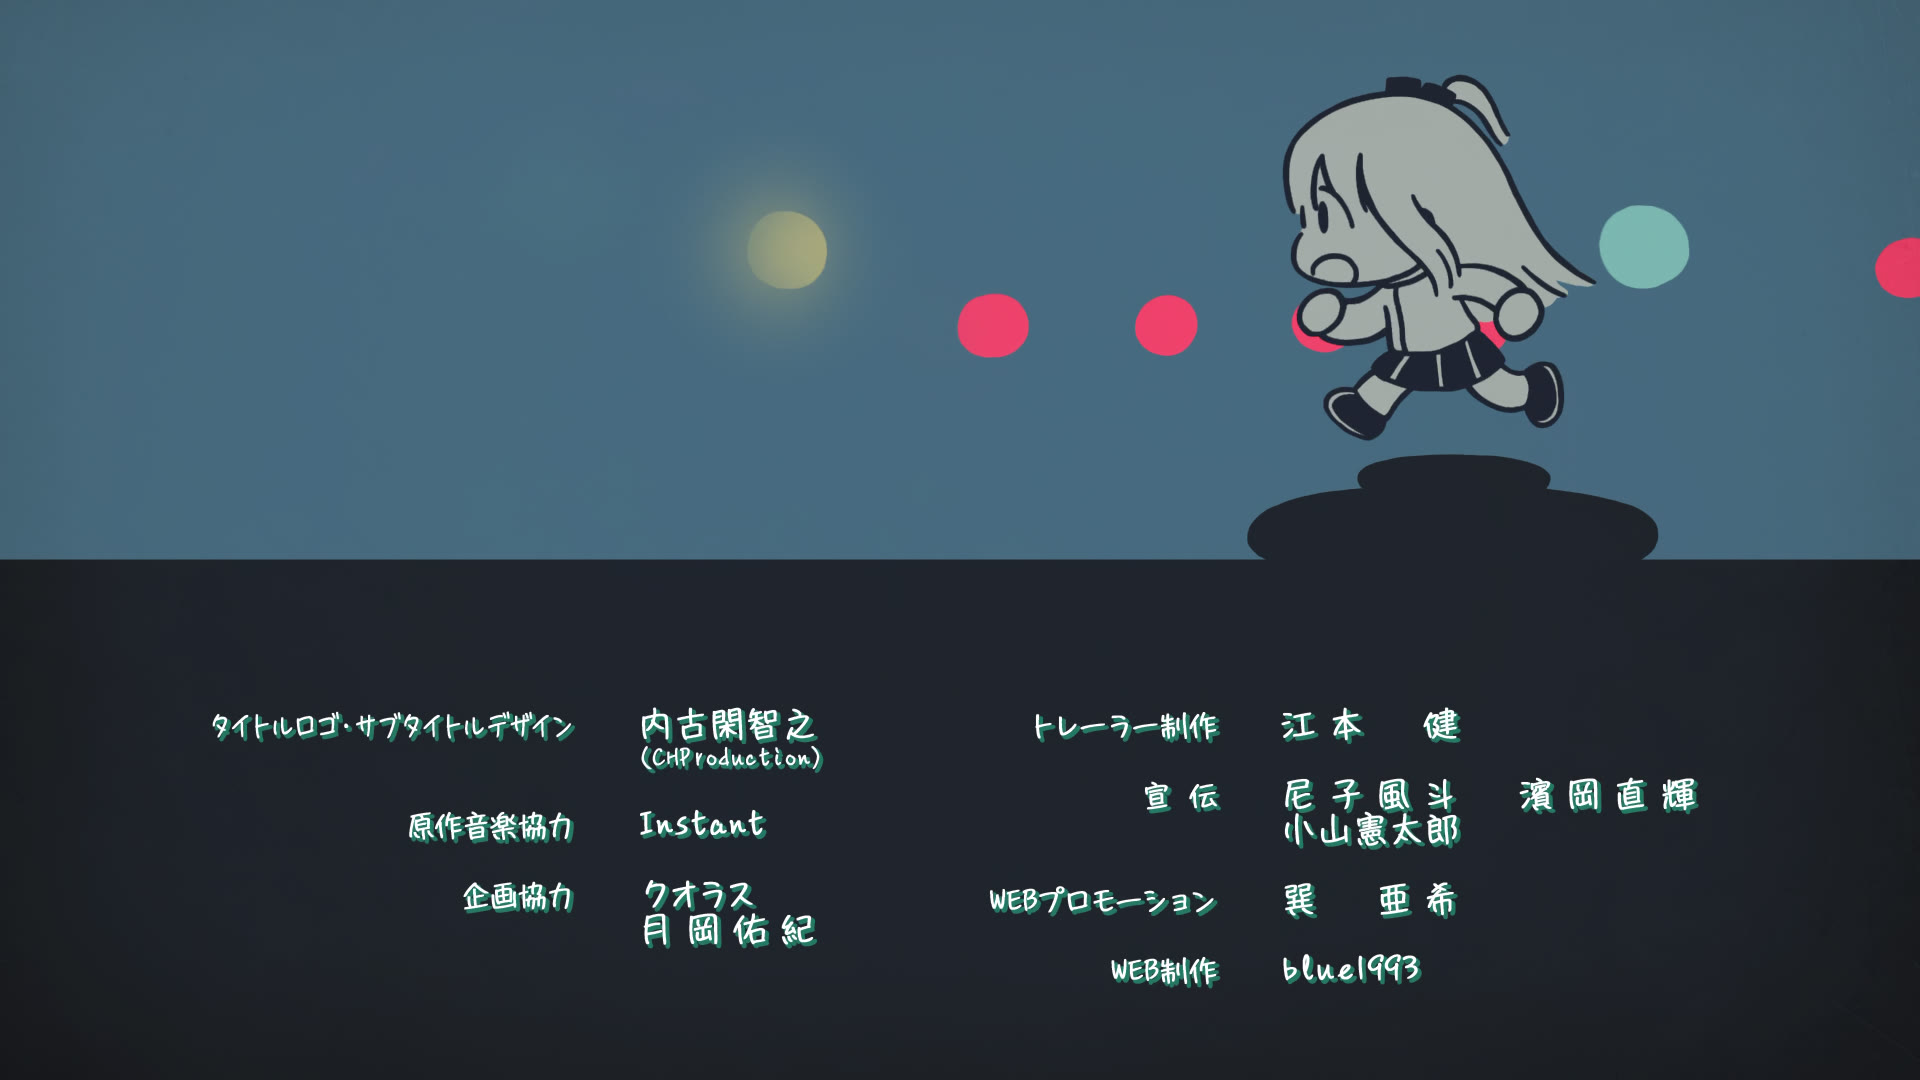 タイトルロゴ・サブタイトルデザイン 内古閑智之
(CHProduction)
原作音楽協力 Instant
企画協力 クオラス
月岡佑紀
トレーラー制作 江本 健
宣伝 尼子風斗 濱岡直輝
小山憲太郎
WEBプロモーション 巽 亜希
WEB制作 blue1993